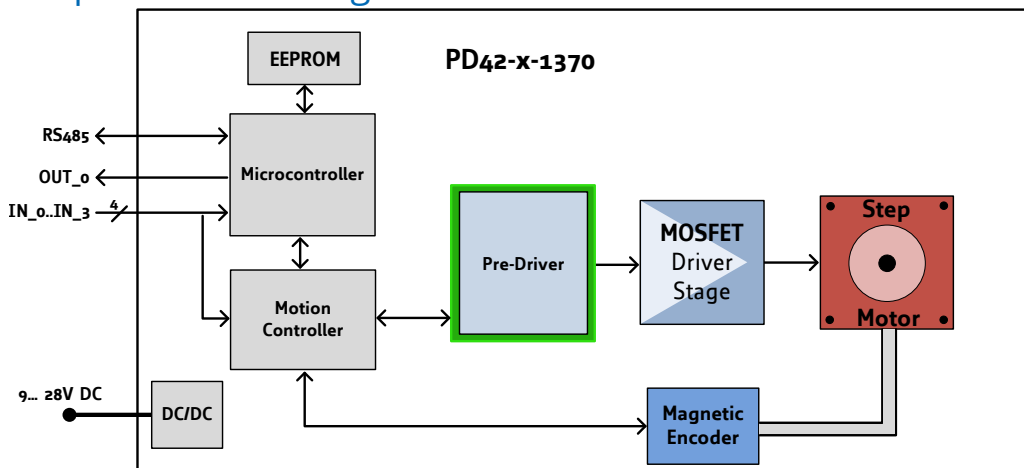 PD42-x-1370
EEPROM
RS485
OUT_0
IN_0..IN_3
4
Microcontroller
Motion
Controller
Pre-Driver
MOSFET
Driver
Stage
Step
Motor
9... 28V DC
DC/DC
Magnetic
Encoder